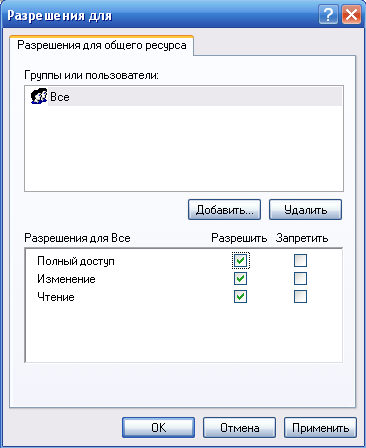 Разрешения для
Разрешения для общего ресурса
Группы или пользователи:
Все
Добавить... Удалить
Разрешения для Все Разрешить Запретить
Полный доступ
Изменение
Чтение
OK Отмена Применить